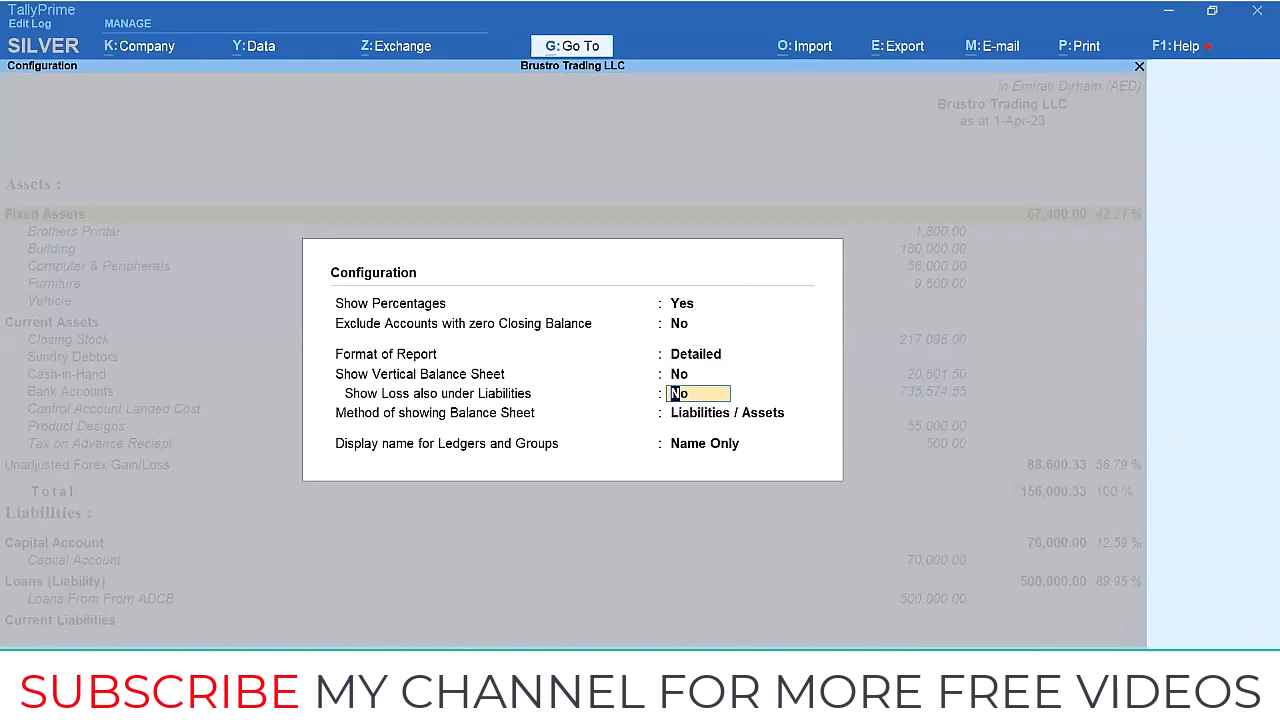 TallyPrime
Edit Log
MANAGE
SILVER
K:Company Y:Data Z:Exchange G:Go To O:Import E:Export M:E-mail P:Print F1:Help
Configuration Brustro Trading LLC
in Emirati Dirham (AED)
Brustro Trading LLC
as at 1-Apr-23
Assets :
Fixed Assets 67,400.00 42.21 %
Brothers Printer 1,800.00
Building 180,000.00
Computer & Peripherals 56,000.00
Furniture 9,600.00
Vehicle
Current Assets
Closing Stock 217,098.00
Sundry Debtors
Cash-in-Hand 20,601.50
Bank Accounts 735,574.55
Control Account Landed Cost
Product Designs 55,000.00
Tax on Advance Reciept 500.00
Unadjusted Forex Gain/Loss 88,600.33 56.79 %
Total 156,000.33 100 %
Liabilities :
Capital Account 70,000.00 12.59 %
Capital Account 70,000.00
Loans (Liability) 500,000.00 89.95 %
Loans From From ADCB 500,000.00
Current Liabilities
Configuration
Show Percentages : Yes
Exclude Accounts with zero Closing Balance : No
Format of Report : Detailed
Show Vertical Balance Sheet : No
Show Loss also under Liabilities : No
Method of showing Balance Sheet : Liabilities / Assets
Display name for Ledgers and Groups : Name Only
SUBSCRIBE MY CHANNEL FOR MORE FREE VIDEOS